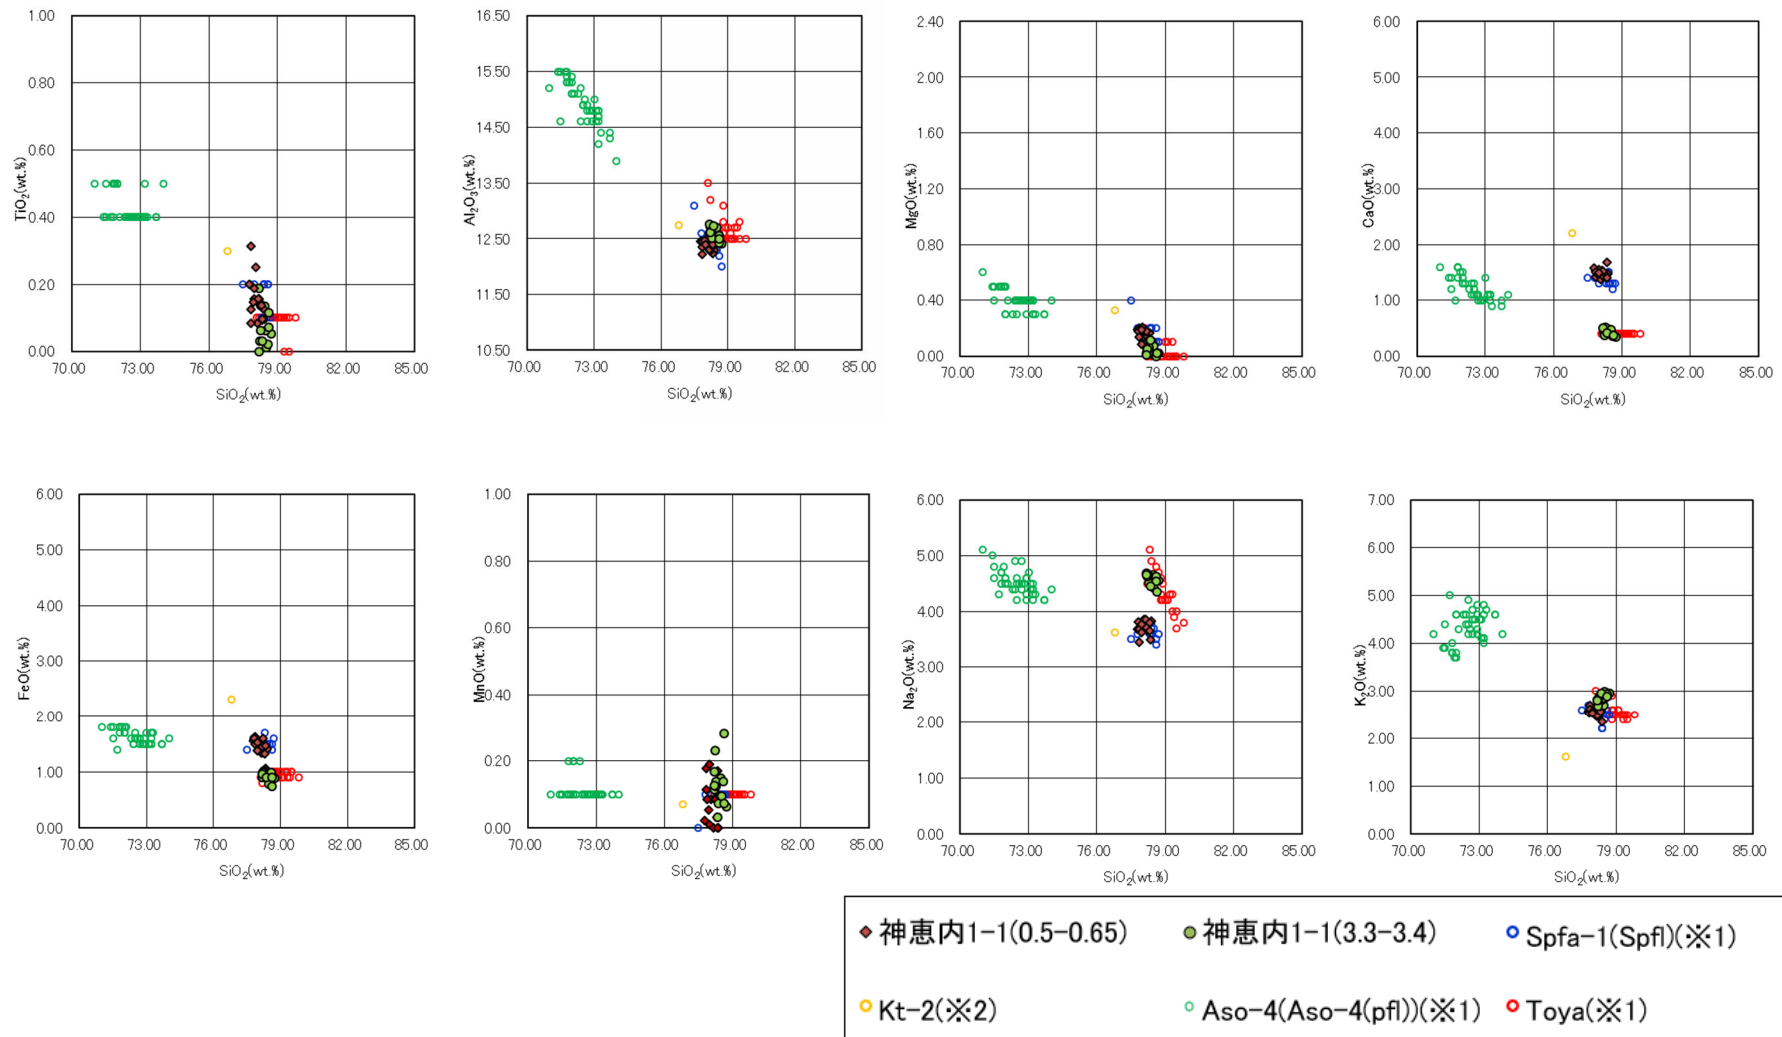 1.00
0.80
0.60
0.40
0.20
0.00
70.00 73.00 76.00 79.00 82.00 85.00
TiO2(wt.%)
SiO2(wt.%)
16.50
15.50
14.50
13.50
12.50
11.50
10.50
70.00 73.00 76.00 79.00 82.00 85.00
Al2O3(wt.%)
SiO2(wt.%)
2.40
2.00
1.60
1.20
0.80
0.40
0.00
70.00 73.00 76.00 79.00 82.00 85.00
MgO(wt.%)
SiO2(wt.%)
6.00
5.00
4.00
3.00
2.00
1.00
0.00
70.00 73.00 76.00 79.00 82.00 85.00
CaO(wt.%)
SiO2(wt.%)
6.00
5.00
4.00
3.00
2.00
1.00
0.00
70.00 73.00 76.00 79.00 82.00 85.00
FeO(wt.%)
SiO2(wt.%)
1.00
0.80
0.60
0.40
0.20
0.00
70.00 73.00 76.00 79.00 82.00 85.00
MnO(wt.%)
SiO2(wt.%)
6.00
5.00
4.00
3.00
2.00
1.00
0.00
70.00 73.00 76.00 79.00 82.00 85.00
Na2O(wt.%)
SiO2(wt.%)
7.00
6.00
5.00
4.00
3.00
2.00
1.00
0.00
70.00 73.00 76.00 79.00 82.00 85.00
K2O(wt.%)
SiO2(wt.%)
神恵内1-1(0.5-0.65) 神恵内1-1(3.3-3.4) Spfa-1(Spfl)(※1)
Kt-2(※2) Aso-4(Aso-4(pfl))(※1) Toya(※1)